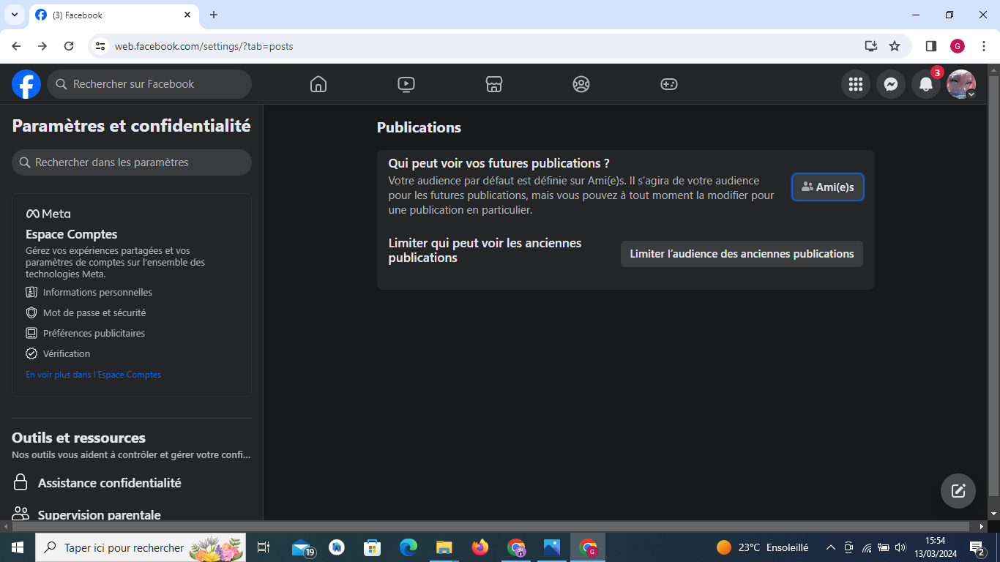 (3) Facebook
web.facebook.com/settings/?tab=posts
G
Rechercher sur Facebook
3
Paramètres et confidentialité
Rechercher dans les paramètres
Meta
Espace Comptes
Gérez vos expériences partagées et vos
paramètres de comptes sur l’ensemble des
technologies Meta.
Informations personnelles
Mot de passe et sécurité
Préférences publicitaires
Vérification
En voir plus dans l’Espace Comptes
Outils et ressources
Nos outils vous aident à contrôler et gérer votre confi...
Assistance confidentialité
Supervision parentale
Publications
Qui peut voir vos futures publications ?
Votre audience par défaut est définie sur Ami(e)s. Il s’agira de votre audience
pour les futures publications, mais vous pouvez à tout moment la modifier pour
une publication en particulier.
Ami(e)s
Limiter qui peut voir les anciennes
publications
Limiter l’audience des anciennes publications
Taper ici pour rechercher
19
G
23°C Ensoleillé
15:54
13/03/2024
2